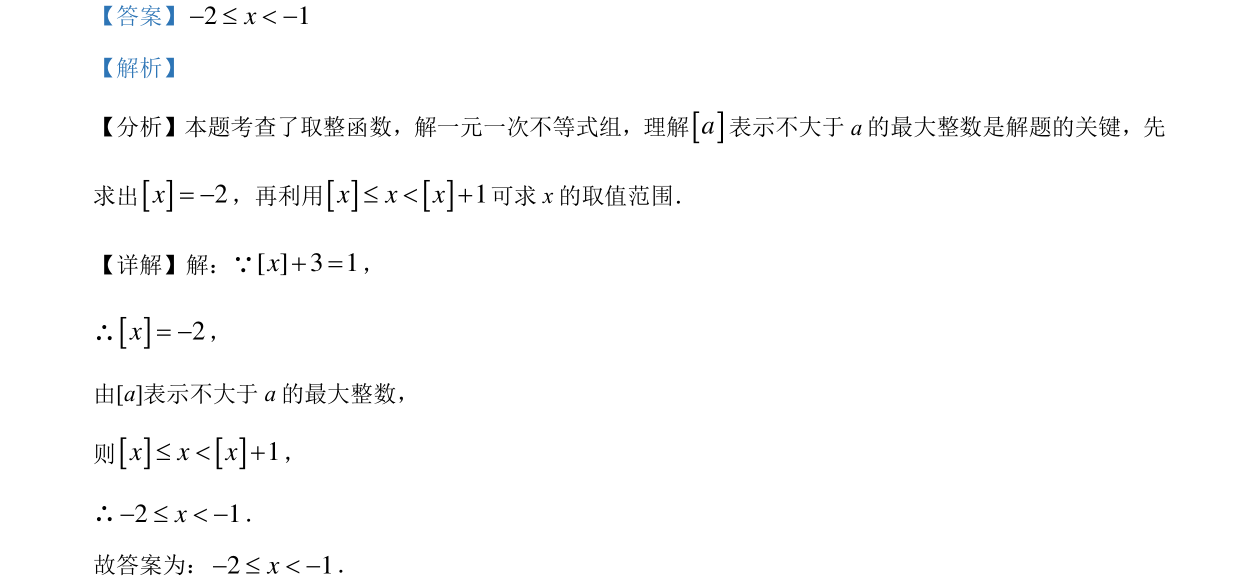 【答案】−2≤x<−1
【解析】
【分析】本题考查了取整函数，解一元一次不等式组，理解[a]表示不大于 a 的最大整数是解题的关键，先
求出[x]=−2，再利用[x]≤x<[x]+1可求 x 的取值范围．
【详解】解：∵[x]+3=1，
∴[x]=−2，
由[a]表示不大于 a 的最大整数，
则[x]≤x<[x]+1，
∴−2≤x<−1．
故答案为：−2≤x<−1．